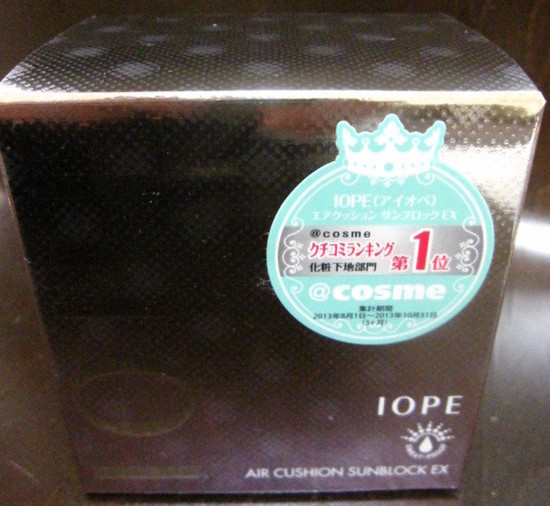 IOPE(アイオペ)
エアクッション サンブロック EX
@cosme
クチコミランキング
化粧下地部門
第1位
@cosme
集計期間
2013年8月1日〜2013年10月31日
(3ヶ月)
IOPE
AIR CUSHION SUNBLOCK EX